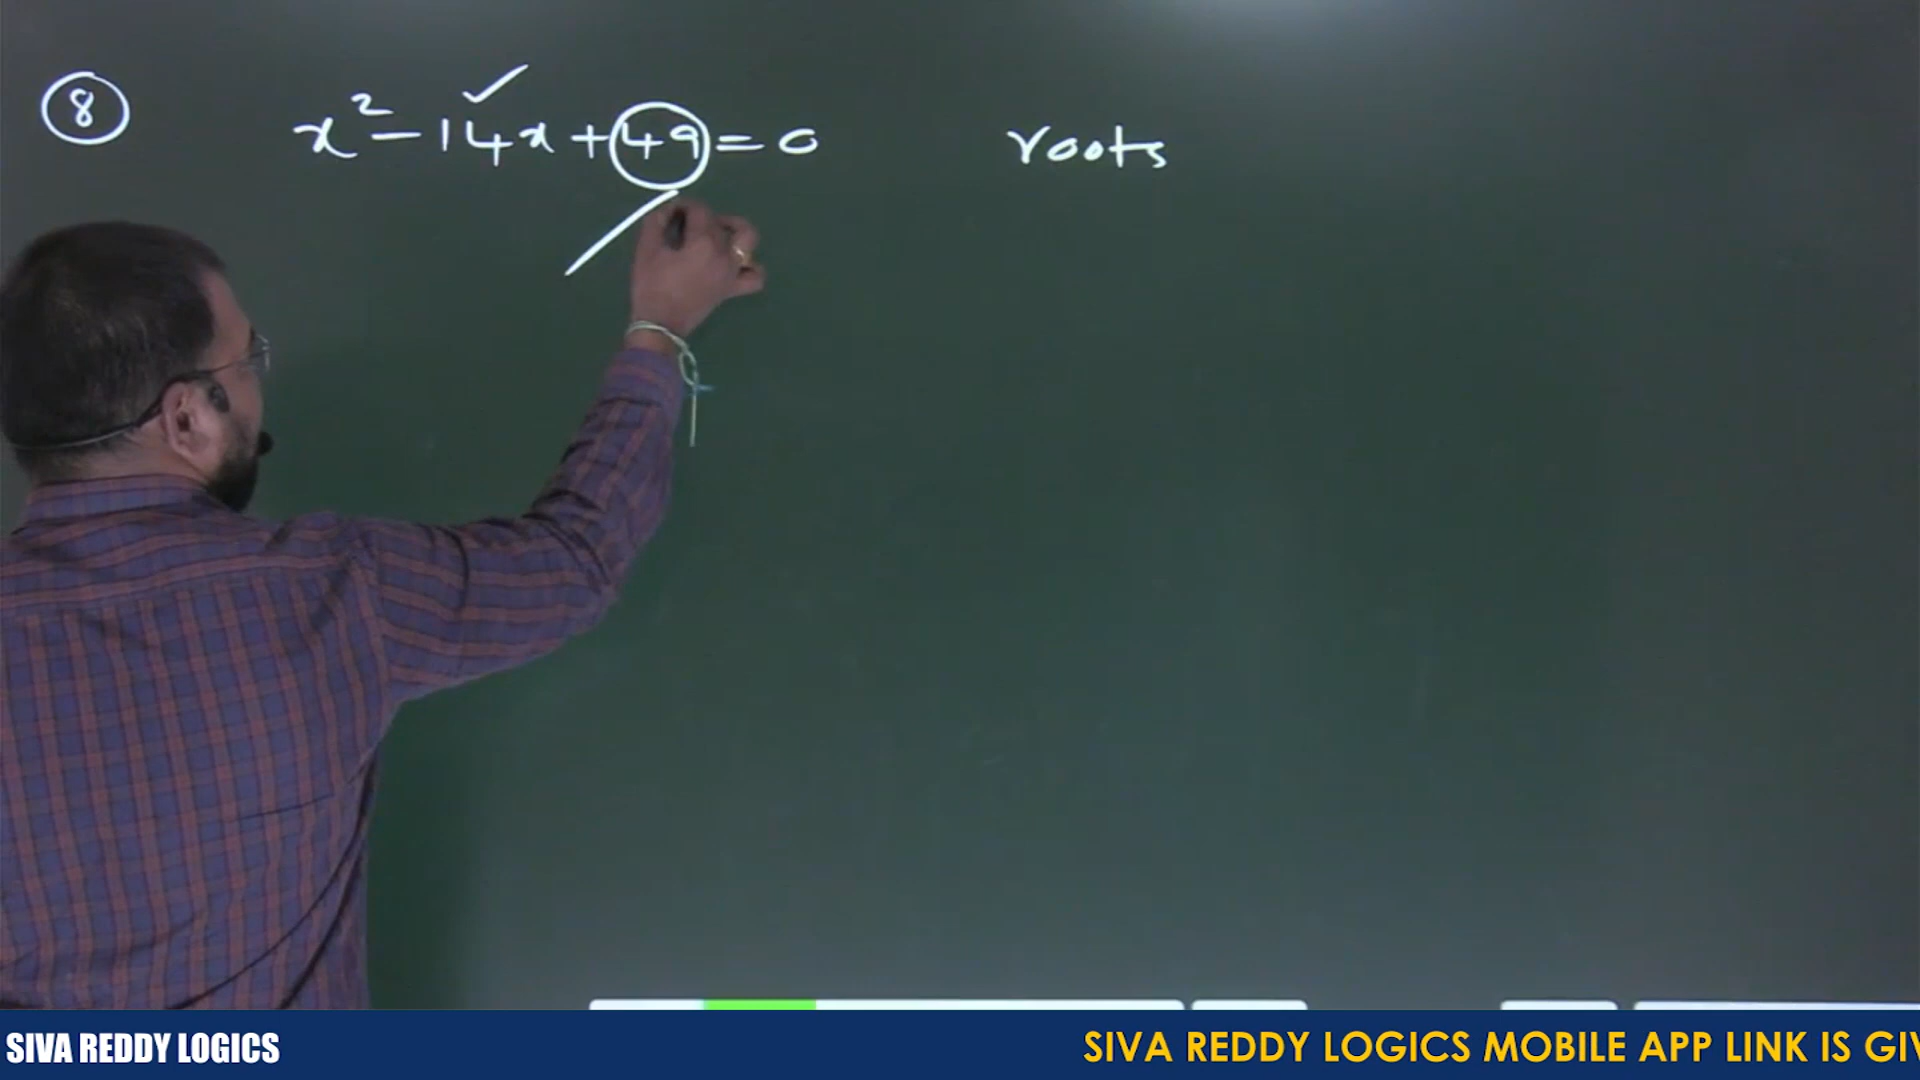 8 x² - 14x + 49 = 0 roots
SIVA REDDY LOGICS
SIVA REDDY LOGICS MOBILE APP LINK IS GIV